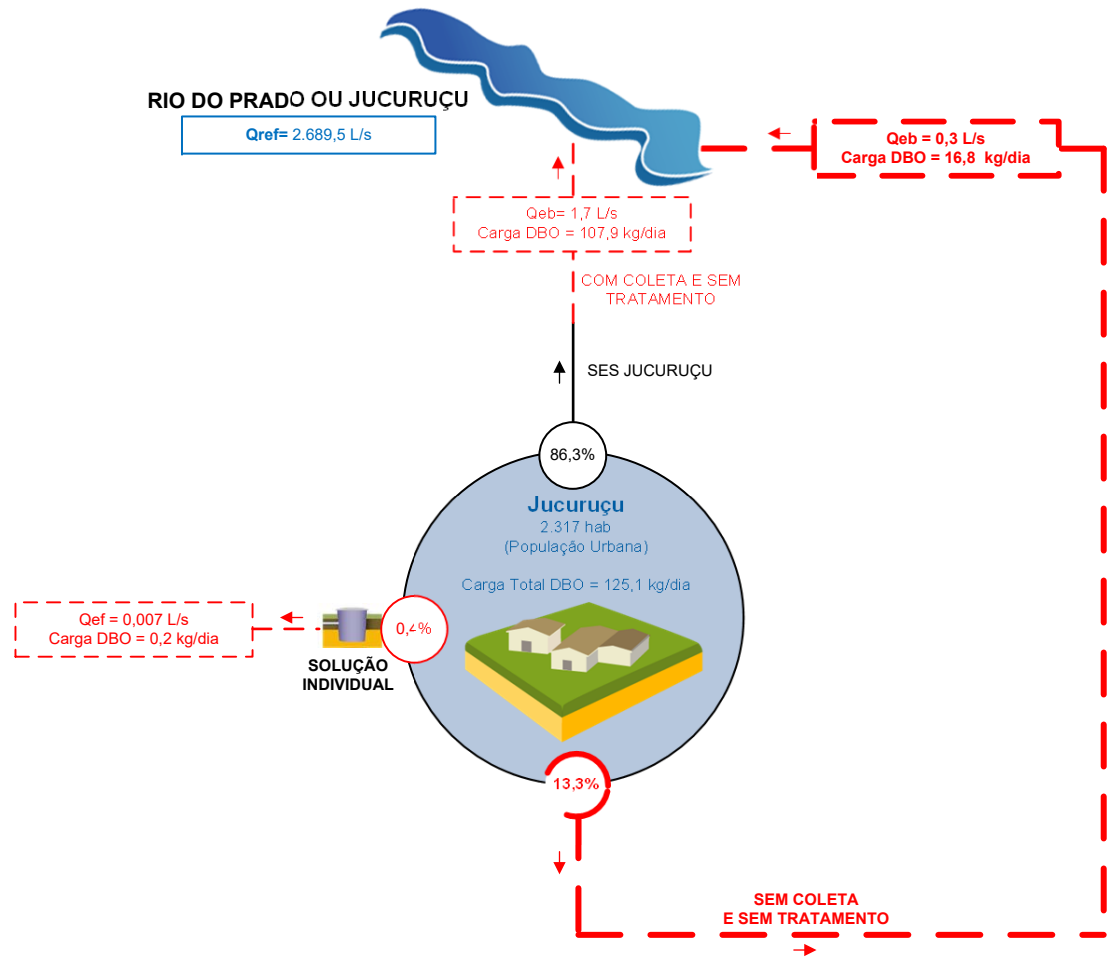 RIO DO PRADO OU JUCURUÇU
Qref= 2.689,5 L/s
Qeb = 0,3 L/s
Carga DBO = 16,8 kg/dia
Qeb= 1,7 L/s
Carga DBO = 107,9 kg/dia
COM COLETA E SEM
TRATAMENTO
SES JUCURUÇU
86,3%
Jucuruçu
2.317 hab
(População Urbana)
Carga Total DBO = 125,1 kg/dia
Qef = 0,007 L/s
Carga DBO = 0,2 kg/dia
0,4%
SOLUÇÃO
INDIVIDUAL
13,3%
SEM COLETA
E SEM TRATAMENTO